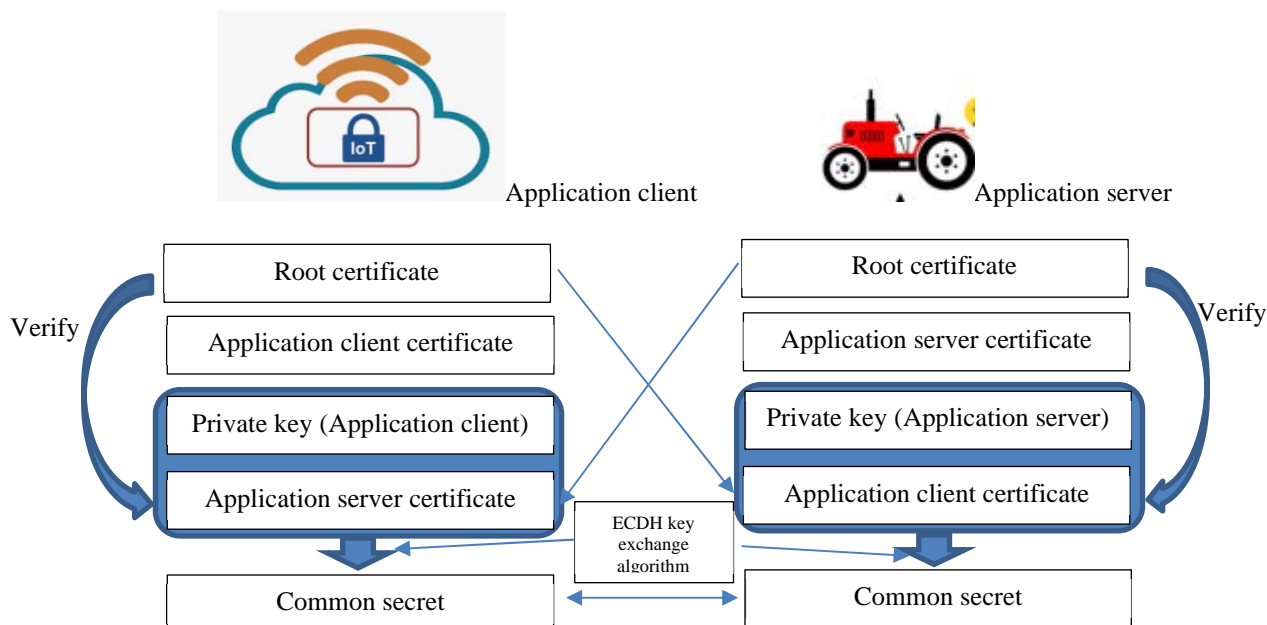 IoT
Application client
Application server
Root certificate
Root certificate
Verify
Verify
Application client certificate
Application server certificate
Private key (Application client)
Private key (Application server)
Application server certificate
Application client certificate
ECDH key
exchange
algorithm
Common secret
Common secret